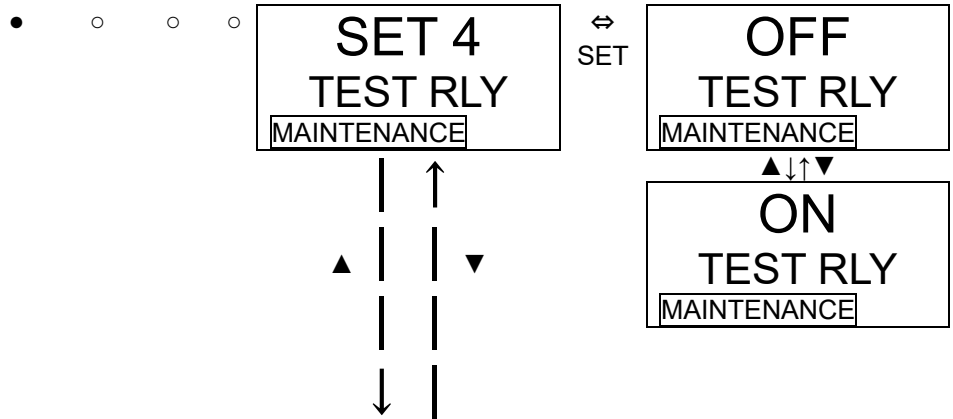 ● ○ ○ ○ SET 4 ⇔ OFF
TEST RLY SET TEST RLY
MAINTENANCE MAINTENANCE
▲↓↑▼
ON
TEST RLY
MAINTENANCE
▲ ▼